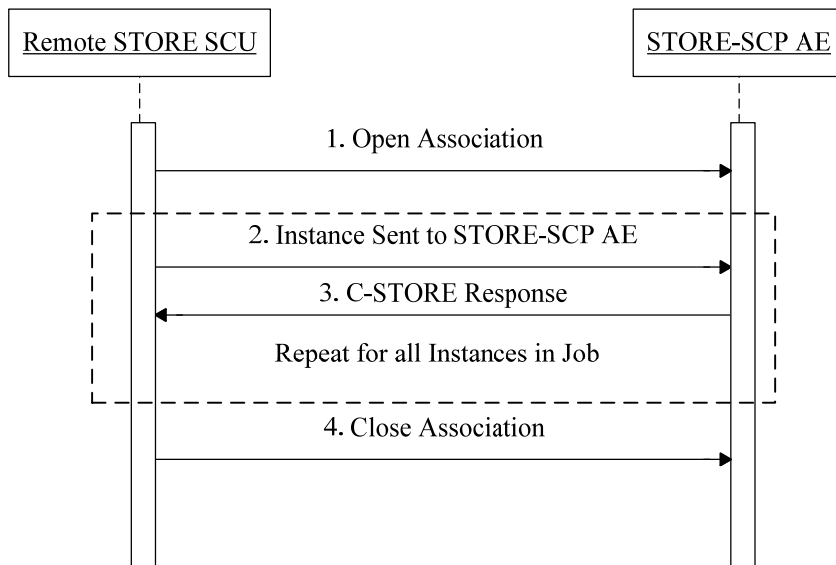 Remote STORE SCU
STORE-SCP AE
1. Open Association
2. Instance Sent to STORE-SCP AE
3. C-STORE Response
Repeat for all Instances in Job
4. Close Association